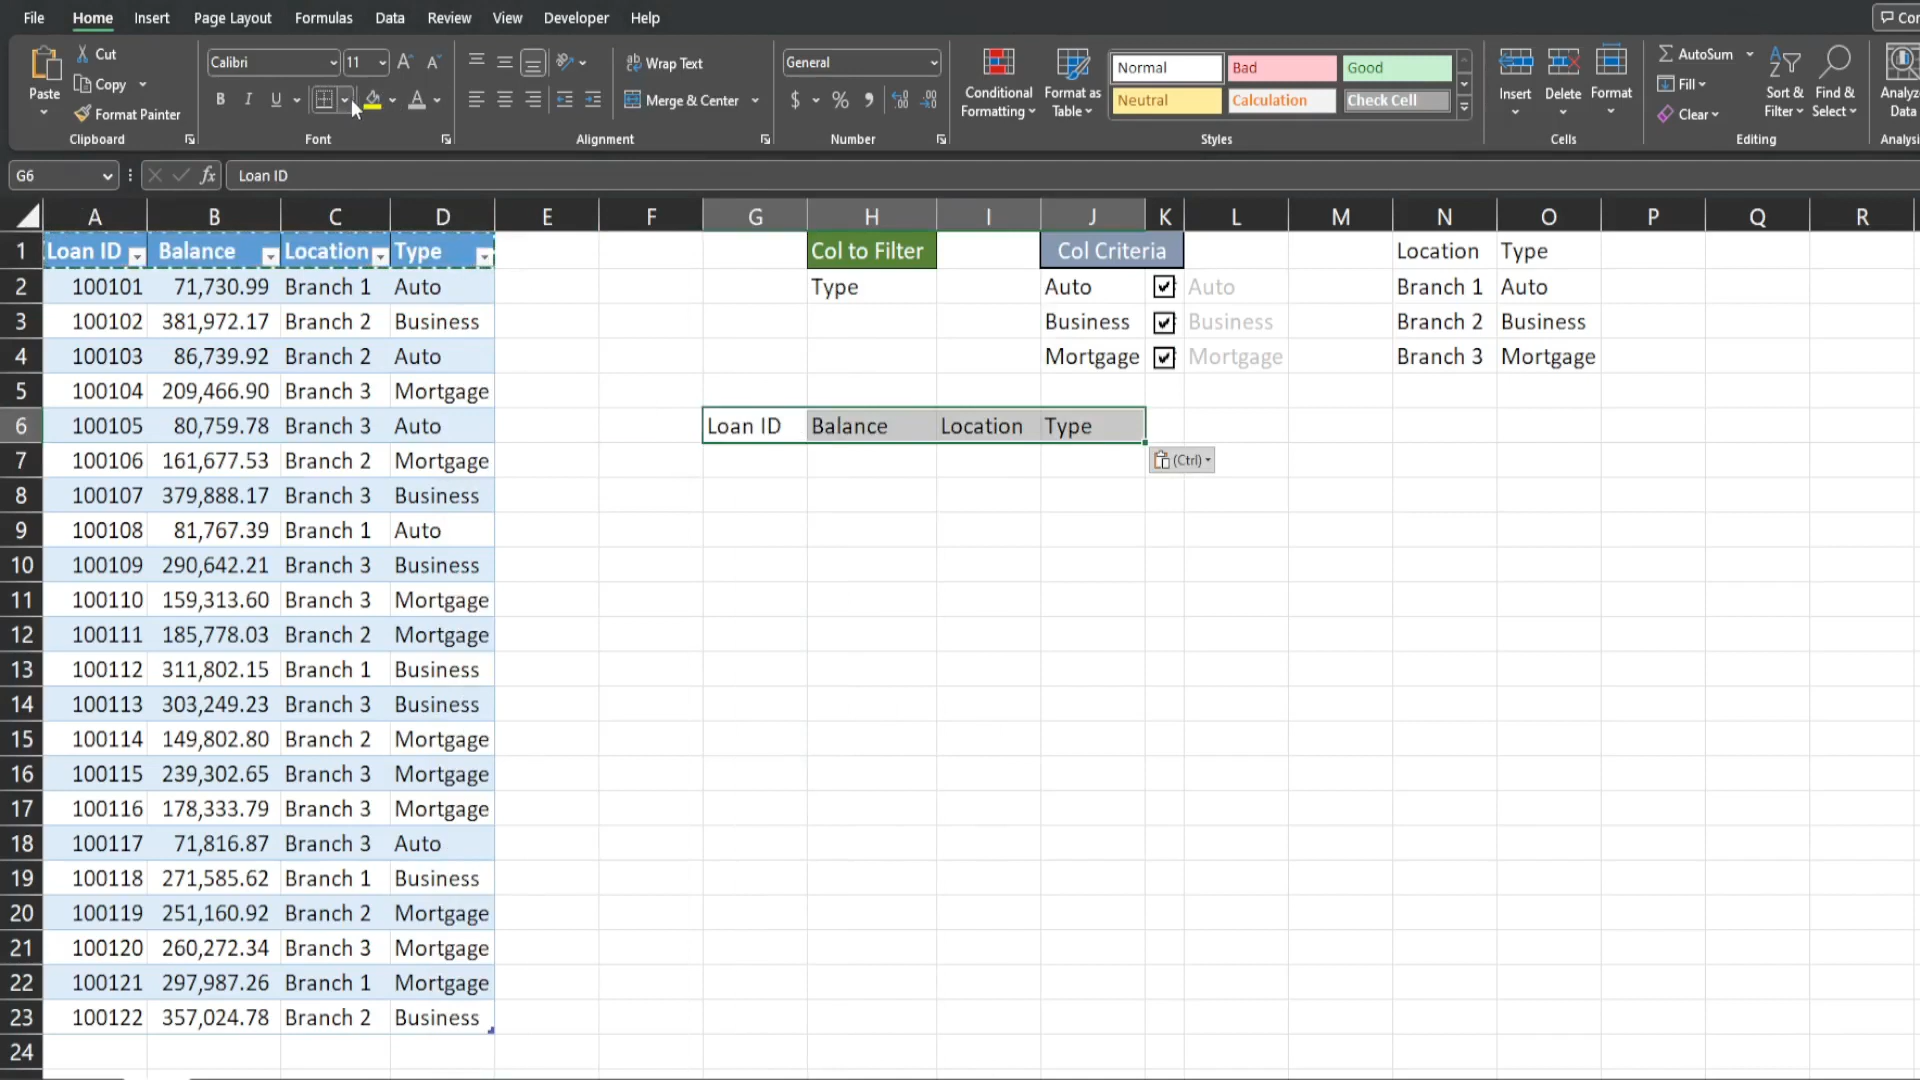 File Home Insert Page Layout Formulas Data Review View Developer Help
Cut
Copy
Format Painter
Paste
Clipboard
Calibri 11
B I U
Font
Wrap Text
Merge & Center
Alignment
General
$ % 9
Number
Conditional Formatting
Format as Table
Normal Bad Good
Neutral Calculation Check Cell
Styles
Insert Delete Format
Cells
AutoSum
Fill
Clear
Sort & Filter
Find & Select
Editing
Analyze
Data
Analysis
G6 fx Loan ID
A B C D E F G H I J K L M N O P Q R
1 Loan ID Balance Location Type Col to Filter Col Criteria Location Type
2 100101 71,730.99 Branch 1 Auto Type Auto Auto Branch 1 Auto
3 100102 381,972.17 Branch 2 Business Business Business Branch 2 Business
4 100103 86,739.92 Branch 2 Auto Mortgage Mortgage Branch 3 Mortgage
5 100104 209,466.90 Branch 3 Mortgage
6 100105 80,759.78 Branch 3 Auto Loan ID Balance Location Type
7 100106 161,677.53 Branch 2 Mortgage (Ctrl)
8 100107 379,888.17 Branch 3 Business
9 100108 81,767.39 Branch 1 Auto
10 100109 290,642.21 Branch 3 Business
11 100110 159,313.60 Branch 3 Mortgage
12 100111 185,778.03 Branch 2 Mortgage
13 100112 311,802.15 Branch 1 Business
14 100113 303,249.23 Branch 3 Business
15 100114 149,802.80 Branch 2 Mortgage
16 100115 239,302.65 Branch 3 Mortgage
17 100116 178,333.79 Branch 3 Mortgage
18 100117 71,816.87 Branch 3 Auto
19 100118 271,585.62 Branch 1 Business
20 100119 251,160.92 Branch 2 Mortgage
21 100120 260,272.34 Branch 3 Mortgage
22 100121 297,987.26 Branch 1 Mortgage
23 100122 357,024.78 Branch 2 Business
24